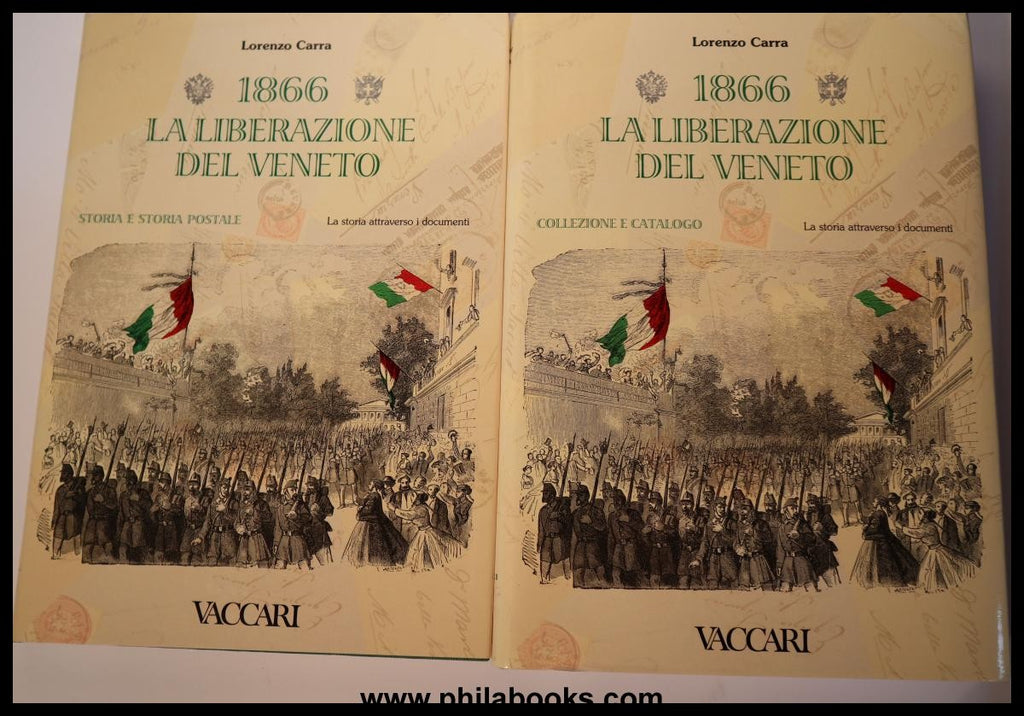 Lorenzo Carra
1866
LA LIBERAZIONE
DEL VENETO
STORIA E STORIA POSTALE
La storia attraverso i documenti
VACCARI
Lorenzo Carra
1866
LA LIBERAZIONE
DEL VENETO
COLLEZIONE E CATALOGO
La storia attraverso i documenti
VACCARI
www.philabooks.com